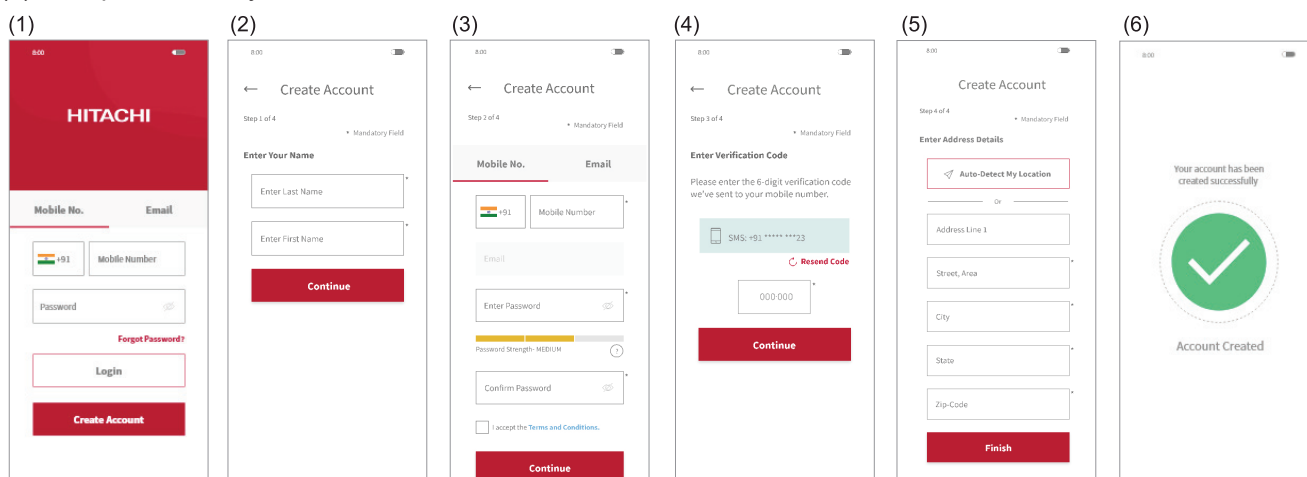 (1)
8:00
HITACHI
Mobile No. Email
+91 Mobile Number
Password
Forgot Password?
Login
Create Account
(2)
8:00
← Create Account
Step 1 of 4
* Mandatory Field
Enter Your Name
Enter Last Name *
Enter First Name *
Continue
(3)
8:00
← Create Account
Step 2 of 4
* Mandatory Field
Mobile No. Email
+91 Mobile Number *
Email
Enter Password *
Password Strength- MEDIUM ?
Confirm Password *
I accept the Terms and Conditions.
Continue
(4)
8:00
← Create Account
Step 3 of 4
* Mandatory Field
Enter Verification Code
Please enter the 6-digit verification code
we've sent to your mobile number.
SMS: +91 ***** ***23
Resend Code
000-000 *
Continue
(5)
8:00
Create Account
Step 4 of 4
* Mandatory Field
Enter Address Details
Auto-Detect My Location
Or
Address Line 1
Street, Area *
City *
State *
Zip-Code *
Finish
(6)
8:00
Your account has been
created successfully
Account Created